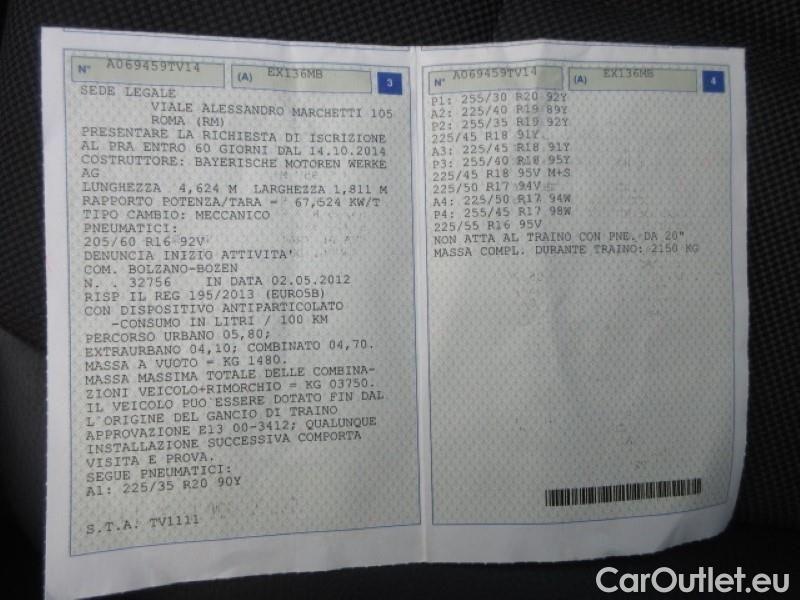 N° A069459TV14 (A) EX136MB 3
SEDE LEGALE
VIALE ALESSANDRO MARCHETTI 105
ROMA (RM)
PRESENTARE LA RICHIESTA DI ISCRIZIONE
AL PRA ENTRO 60 GIORNI DAL 14.10.2014
COSTRUTTORE: BAYERISCHE MOTOREN WERKE
AG
LUNGHEZZA 4,624 M LARGHEZZA 1,811 M
RAPPORTO POTENZA/TARA = 67,624 KW/T
TIPO CAMBIO: MECCANICO
PNEUMATICI:
205/60 R16 92V
DENUNCIA INIZIO ATTIVITA'
COM. BOLZANO-BOZEN
N. . 32756 IN DATA 02.05.2012
RISP IL REG 195/2013 (EURO5B)
CON DISPOSITIVO ANTIPARTICOLATO
-CONSUMO IN LITRI / 100 KM
PERCORSO URBANO 05,80;
EXTRAURBANO 04,10; COMBINATO 04,70.
MASSA A VUOTO = KG 1480.
MASSA MASSIMA TOTALE DELLE COMBINA-
ZIONI VEICOLO+RIMORCHIO = KG 03750.
IL VEICOLO PUO'ESSERE DOTATO FIN DAL
L'ORIGINE DEL GANCIO DI TRAINO
APPROVAZIONE E13 00-3412; QUALUNQUE
INSTALLAZIONE SUCCESSIVA COMPORTA
VISITA E PROVA.
SEGUE PNEUMATICI:
A1: 225/35 R20 90Y
S.T.A. TV1111
N° A069459TV14 (A) EX136MB 4
P1: 255/30 R20 92Y
A2: 225/40 R19 89Y
P2: 255/35 R19 92Y
225/45 R18 91Y
A3: 225/45 R18 91Y
P3: 255/40 R18 95Y
225/45 R18 95V M+S
225/50 R17 94V
A4: 225/50 R17 94W
P4: 255/45 R17 98W
225/55 R16 95V
NON ATTA AL TRAINO CON PNE. DA 20"
MASSA COMPL. DURANTE TRAINO: 2150 KG
CarOutlet.eu